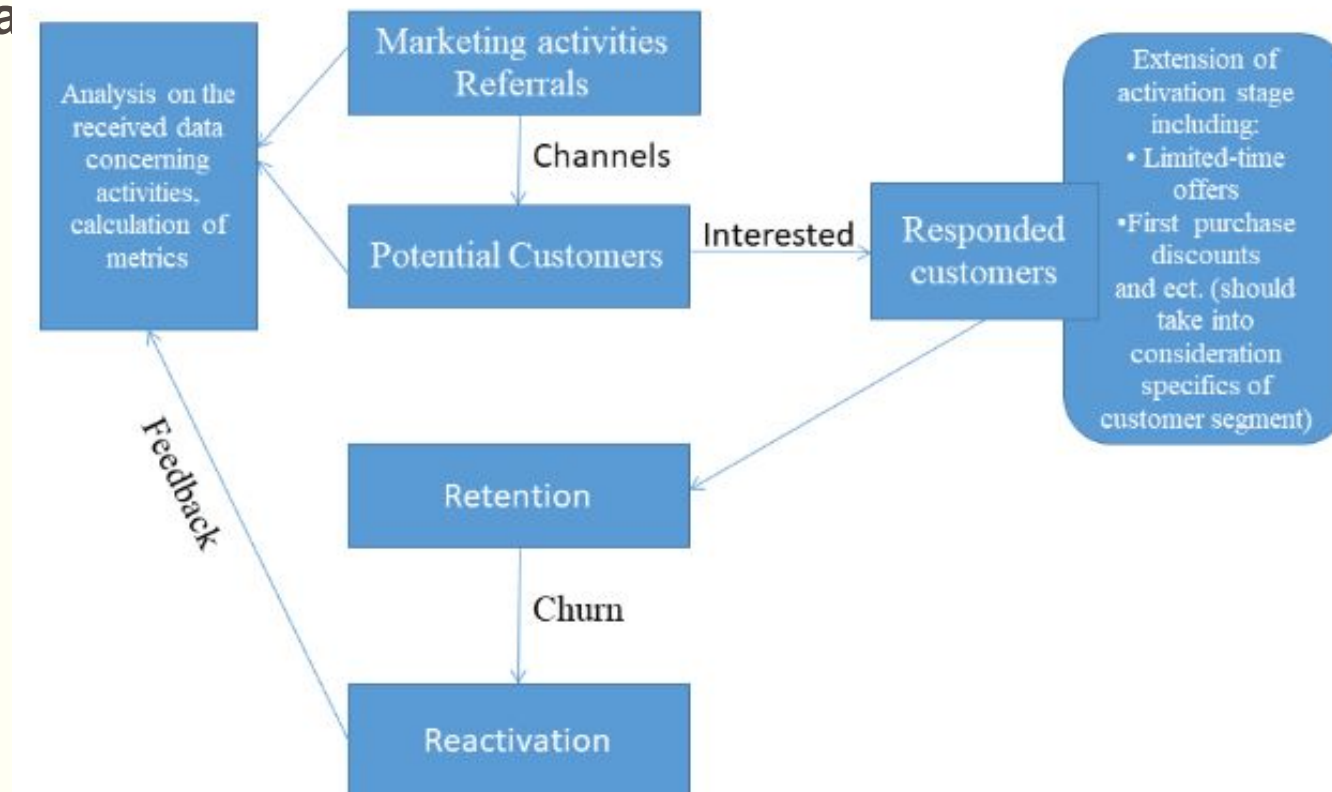 a
Analysis on the
received data
concerning
activities,
calculation of
metrics
Marketing activities
Referrals
Channels
Potential Customers
Interested
Responded
customers
Extension of
activation stage
including:
• Limited-time
offers
•First purchase
discounts
and ect. (should
take into
consideration
specifics of
customer segment)
Retention
Churn
Feedback
Reactivation